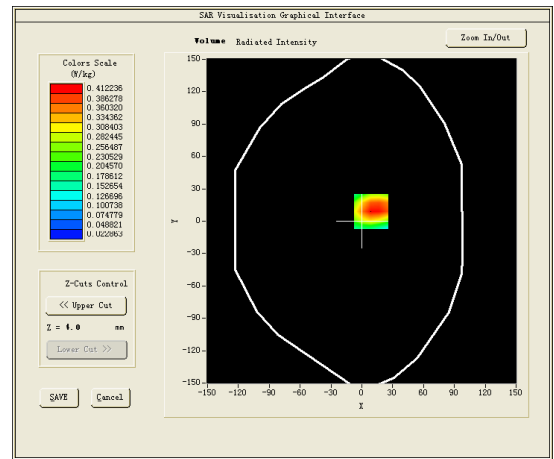 SAR Visualisation Graphical Interface
Volume Radiated Intensity
Zoom In/Out
Colors Scale
(W/kg)
0.412236
0.386278
0.360320
0.334362
0.308403
0.282445
0.256487
0.230529
0.204570
0.178612
0.152654
0.126696
0.100738
0.074779
0.048821
0.022863
Z-Cuts Control
<< Upper Cut
Z = 4.0 mm
Lower Cut >>
SAVE Cancel
150
120
90
60
30
0
-30
-60
-90
-120
-150
Y
-150 -120 -90 -60 -30 0 30 60 90 120 150
X